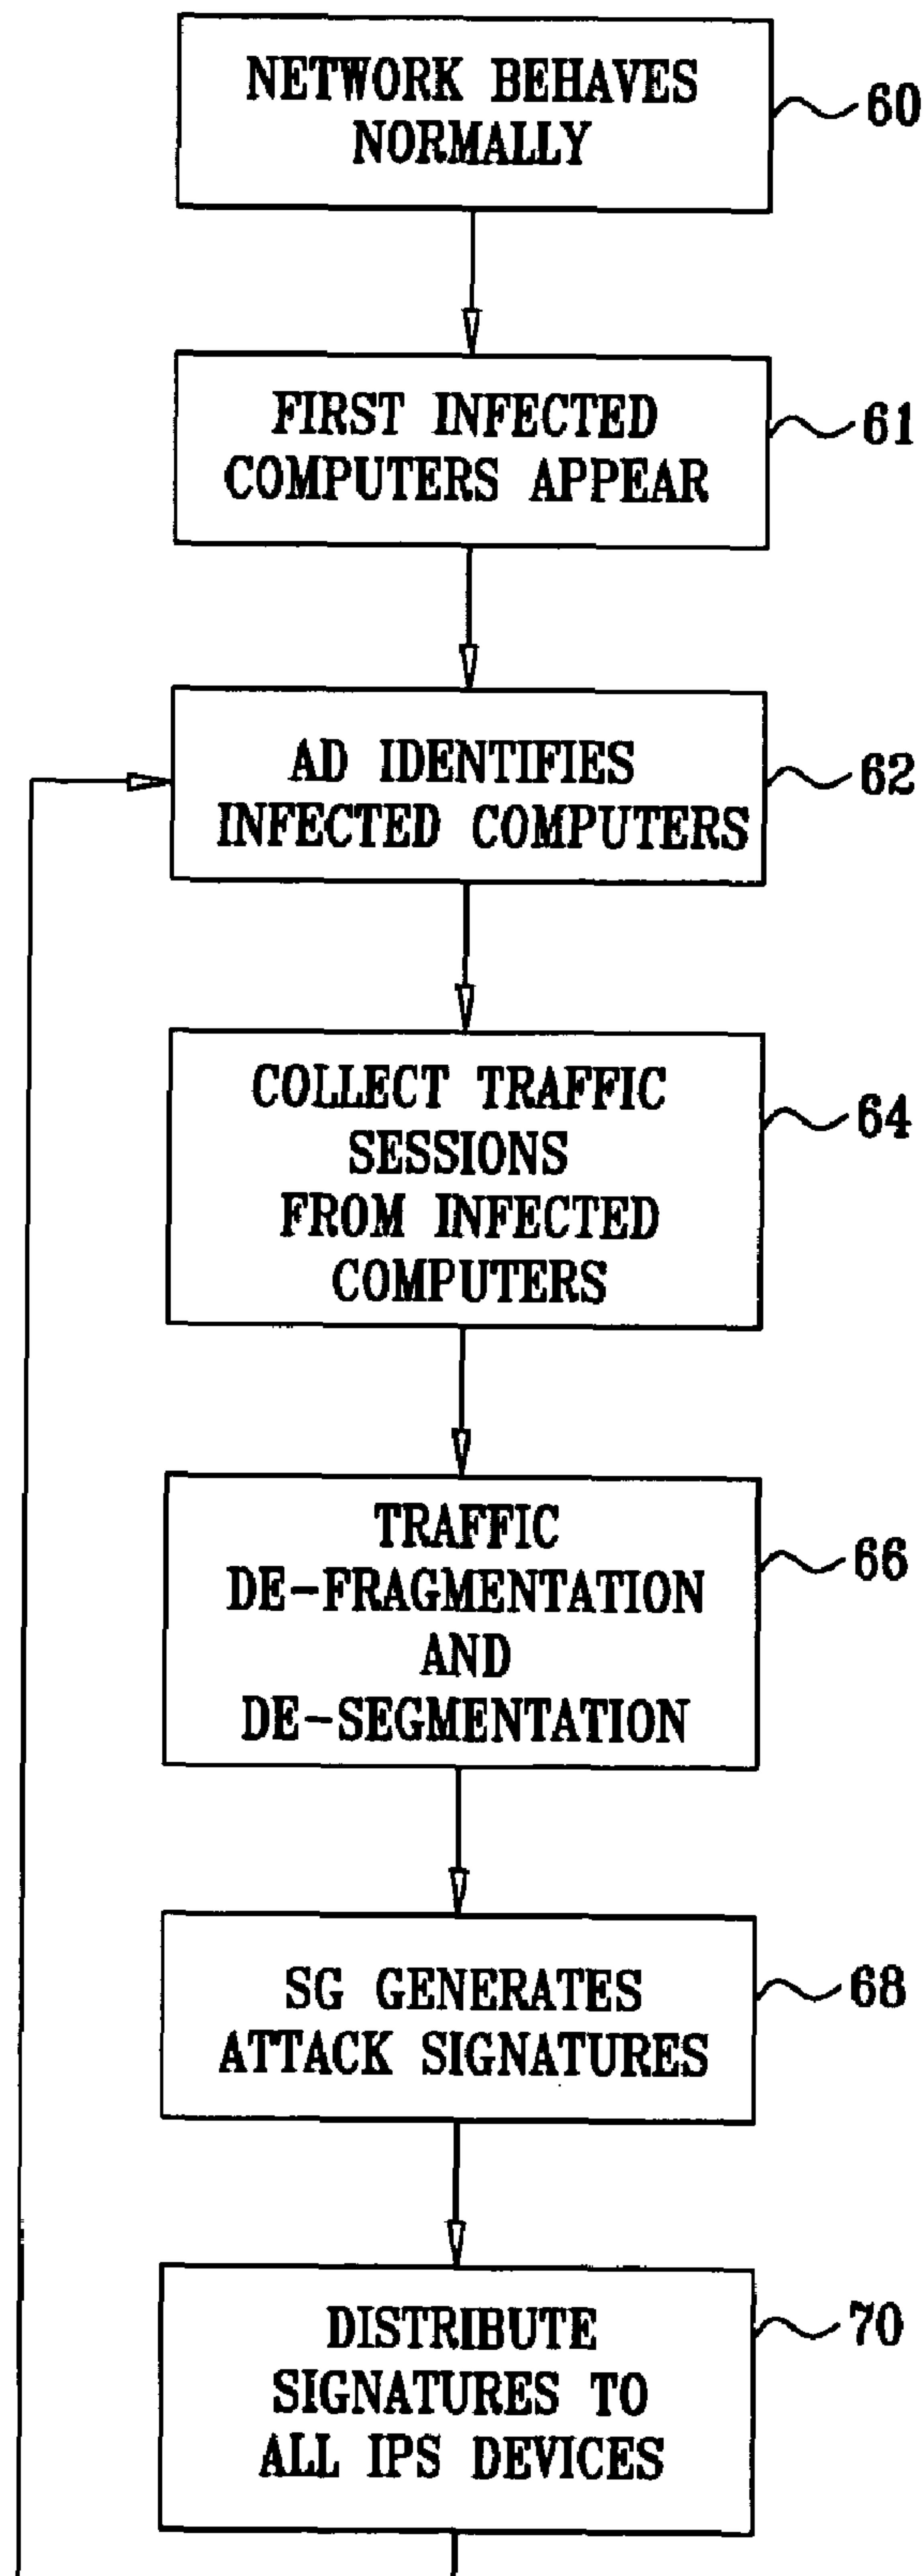 NETWORK BEHAVES
NORMALLY
60
FIRST INFECTED
COMPUTERS APPEAR
61
AD IDENTIFIES
INFECTED COMPUTERS
62
COLLECT TRAFFIC
SESSIONS
FROM INFECTED
COMPUTERS
64
TRAFFIC
DE-FRAGMENTATION
AND
DE-SEGMENTATION
66
SG GENERATES
ATTACK SIGNATURES
68
DISTRIBUTE
SIGNATURES TO
ALL IPS DEVICES
70